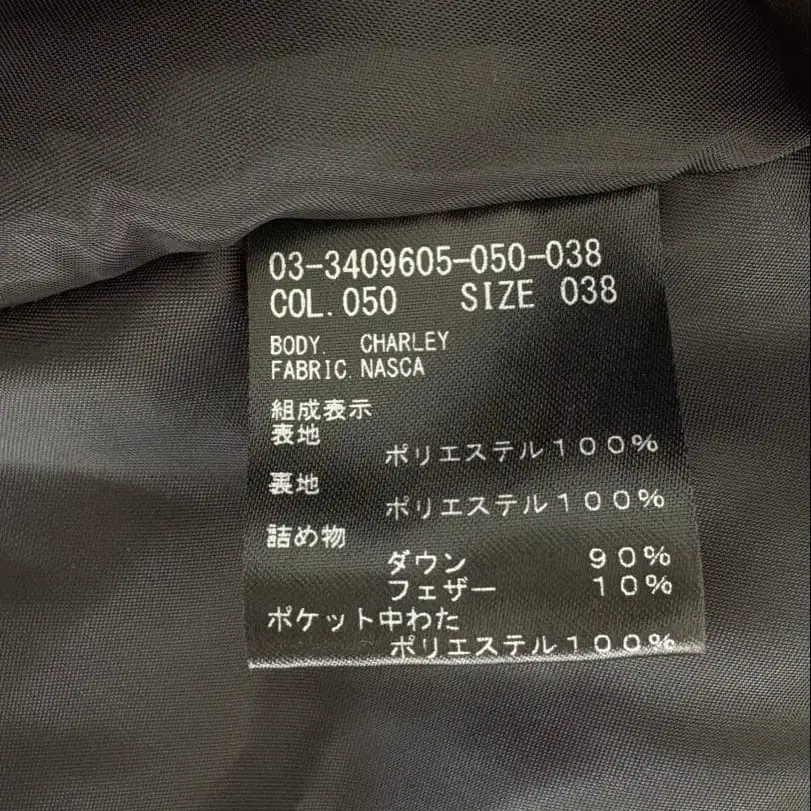 03-3409605-050-038
COL.050 SIZE 038
BODY. CHARLEY
FABRIC.NASCA
組成表示
表地
ポリエステル100%
裏地
ポリエステル100%
詰め物
ダウン 90%
フェザー 10%
ポケット中わた
ポリエステル100%